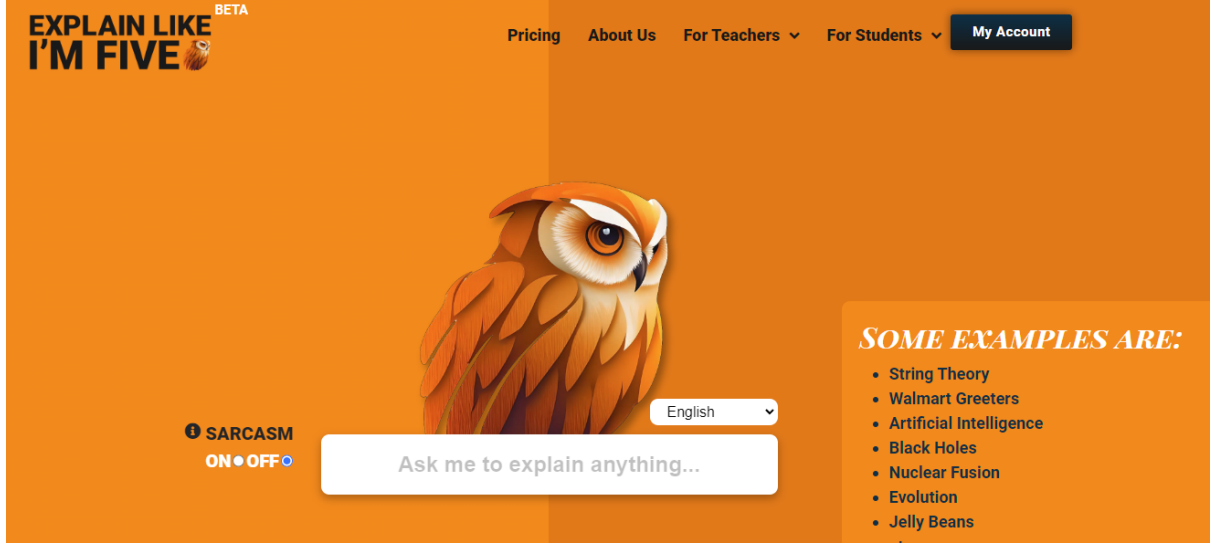 BETA
EXPLAIN LIKE
I'M FIVE
Pricing
About Us
For Teachers
For Students
My Account
SOME EXAMPLES ARE:
String Theory
Walmart Greeters
Artificial Intelligence
Black Holes
Nuclear Fusion
Evolution
Jelly Beans
English
SARCASM
ON OFF
Ask me to explain anything...